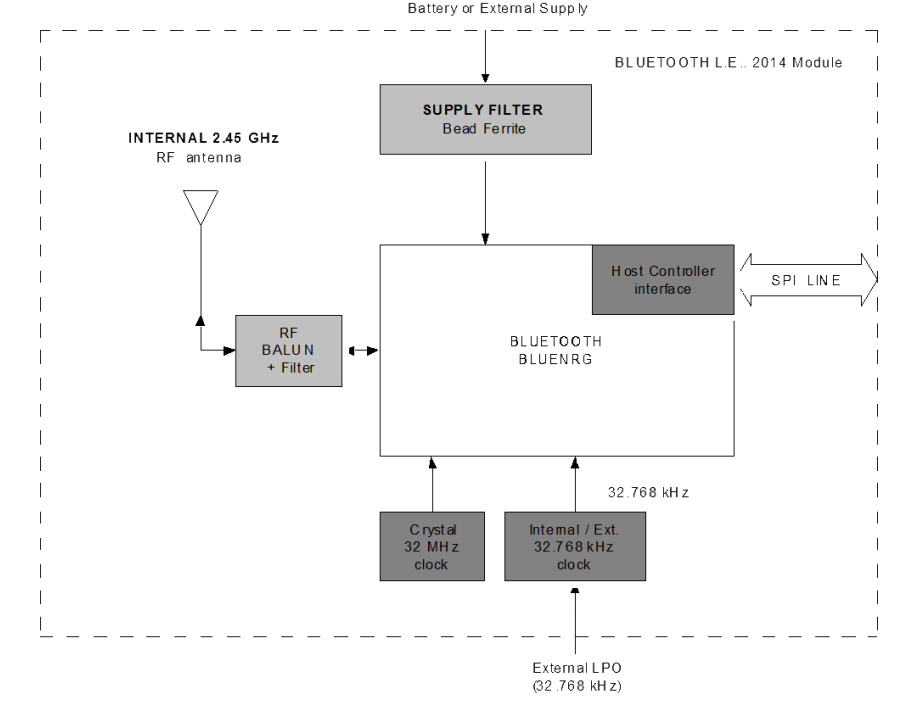 Battery or External Supply
BLUETOOTH L.E.. 2014 Module
SUPPLY FILTER
Bead Ferrite
INTERNAL 2.45 GHz
RF antenna
Host Controller
interface
SPI LINE
RF
BALUN
+ Filter
BLUETOOTH
BLUENRG
32.768 kHz
Crystal
32 MHz
clock
Internal / Ext.
32.768 kHz
clock
External LPO
(32.768 kHz)